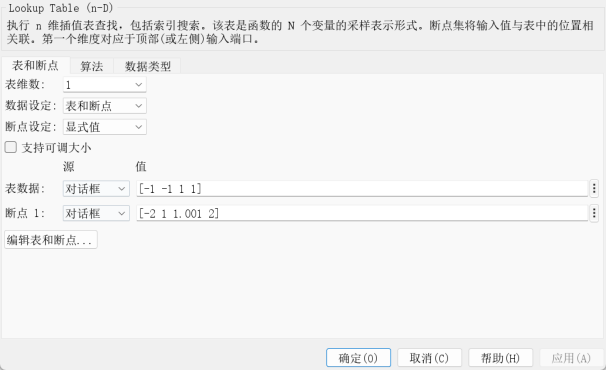 Lookup Table (n-D)
执行 n 维插值表查找，包括索引搜索。该表是函数的 N 个变量的采样表示形式。断点集将输入值与表中的位置相
关联。第一个维度对应于顶部(或左侧)输入端口。
表和断点 算法 数据类型
表维数: 1
数据设定: 表和断点
断点设定: 显式值
支持可调大小
源 值
表数据: 对话框 [-1 -1 1 1]
断点 1: 对话框 [-2 1 1.001 2]
编辑表和断点...
确定(O) 取消(C) 帮助(H) 应用(A)